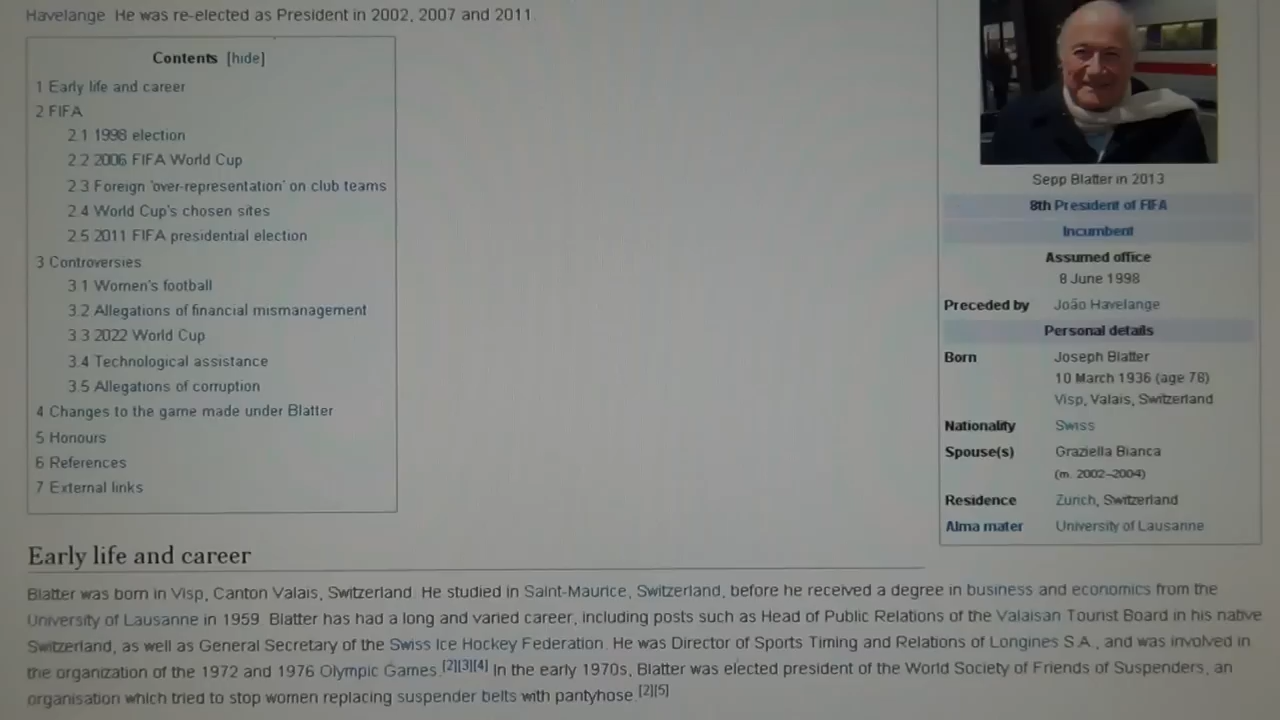 Havelange. He was re-elected as President in 2002, 2007 and 2011.
Contents [hide]
1 Early life and career
2 FIFA
2.1 1998 election
2.2 2006 FIFA World Cup
2.3 Foreign 'over-representation' on club teams
2.4 World Cup's chosen sites
2.5 2011 FIFA presidential election
3 Controversies
3.1 Women's football
3.2 Allegations of financial mismanagement
3.3 2022 World Cup
3.4 Technological assistance
3.5 Allegations of corruption
4 Changes to the game made under Blatter
5 Honours
6 References
7 External links
Sepp Blatter in 2013
8th President of FIFA
Incumbent
Assumed office
8 June 1998
Preceded by João Havelange
Personal details
Born Joseph Blatter
10 March 1936 (age 78)
Visp, Valais, Switzerland
Nationality Swiss
Spouse(s) Graziella Bianca
(m. 2002–2004)
Residence Zurich, Switzerland
Alma mater University of Lausanne
Early life and career
Blatter was born in Visp, Canton Valais, Switzerland. He studied in Saint-Maurice, Switzerland, before he received a degree in business and economics from the
University of Lausanne in 1959. Blatter has had a long and varied career, including posts such as Head of Public Relations of the Valaisan Tourist Board in his native
Switzerland, as well as General Secretary of the Swiss Ice Hockey Federation. He was Director of Sports Timing and Relations of Longines S.A., and was involved in
the organization of the 1972 and 1976 Olympic Games.[2][3][4] In the early 1970s, Blatter was elected president of the World Society of Friends of Suspenders, an
organisation which tried to stop women replacing suspender belts with pantyhose.[2][5]